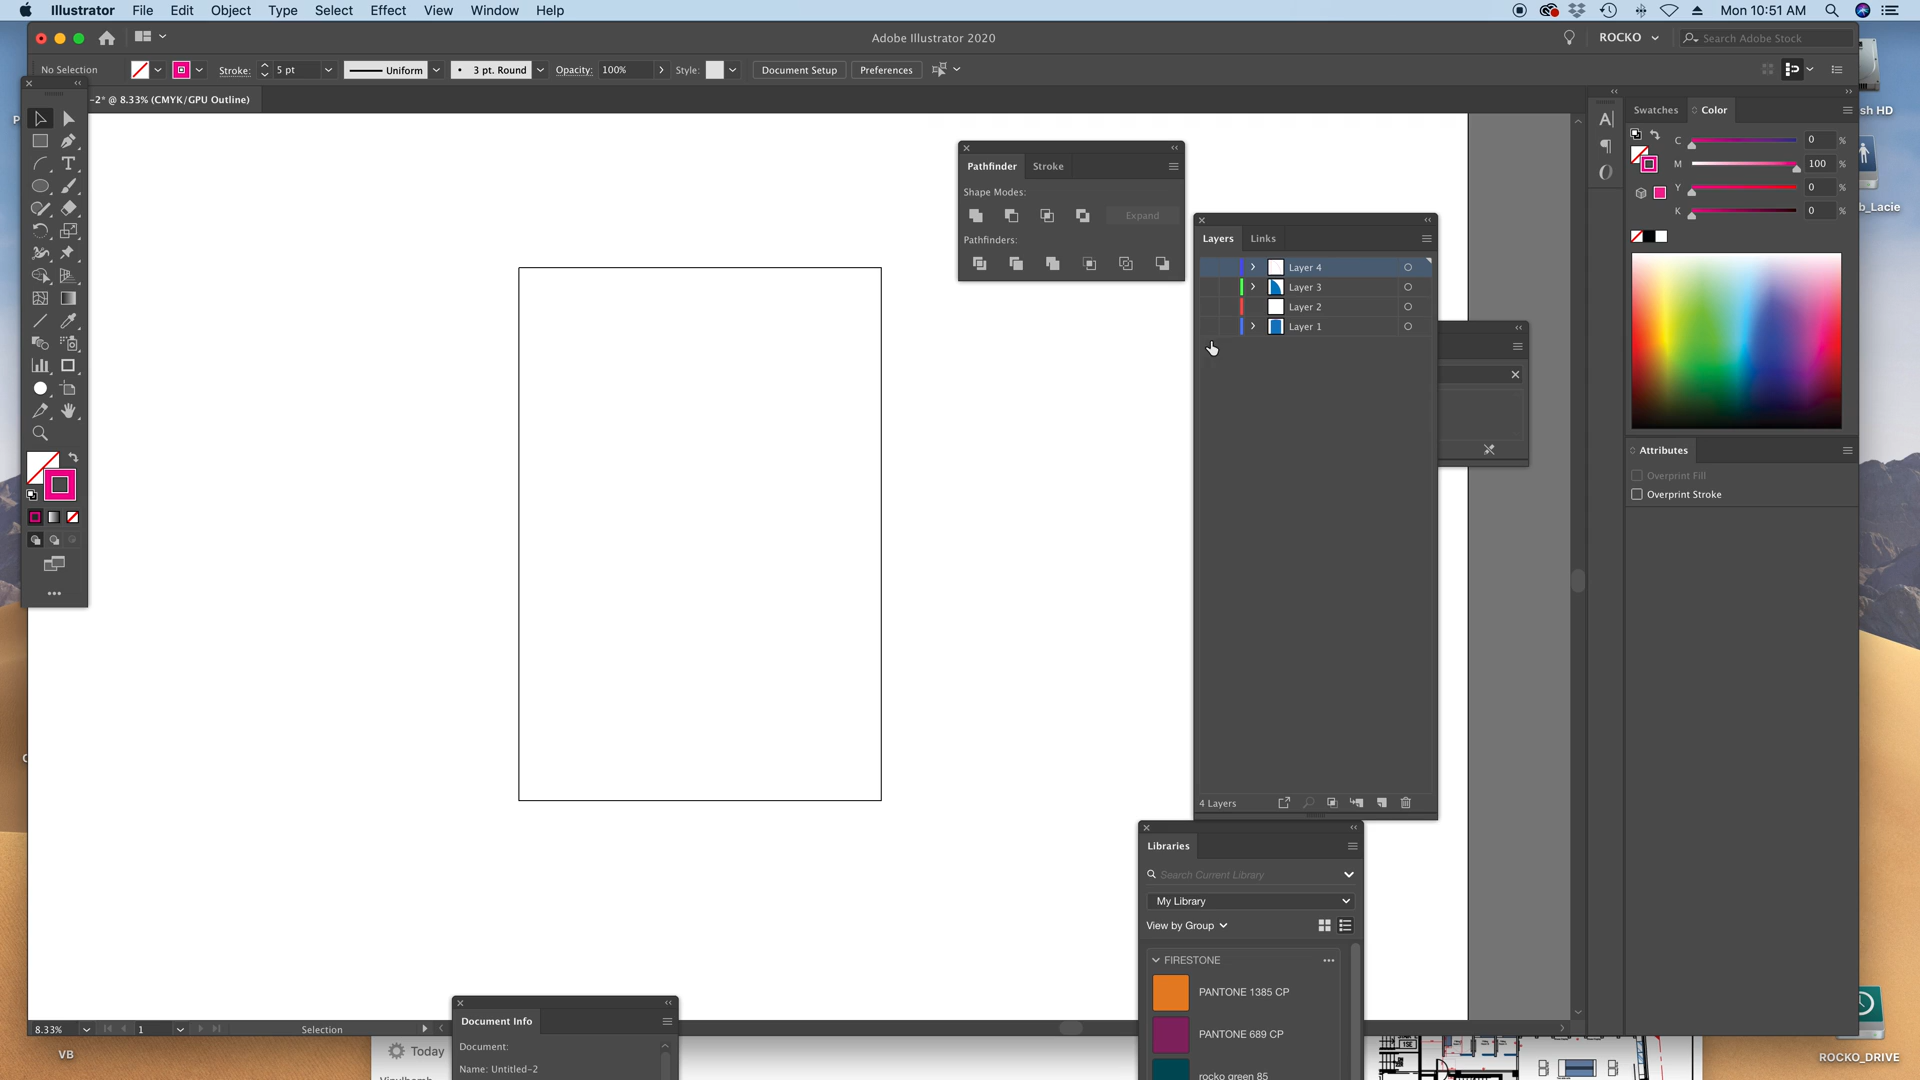 Illustrator File Edit Object Type Select Effect View Window Help
Mon 10:51 AM
Adobe Illustrator 2020
ROCKO
Search Adobe Stock
No Selection
Stroke: 5 pt
Uniform
3 pt. Round
Opacity: 100%
Style:
Document Setup
Preferences
-2* @ 8.33% (CMYK/GPU Outline)
sh HD
b_Lacie
Swatches
Color
C 0 %
M 100 %
Y 0 %
K 0 %
Attributes
Overprint Fill
Overprint Stroke
Pathfinder
Stroke
Shape Modes:
Expand
Pathfinders:
Layers
Links
Layer 4
Layer 3
Layer 2
Layer 1
4 Layers
Libraries
Search Current Library
My Library
View by Group
FIRESTONE
PANTONE 1385 CP
PANTONE 689 CP
rocko green 85
8.33%
1
Selection
Document Info
Document:
Name: Untitled-2
VB
Today
ROCKO_DRIVE